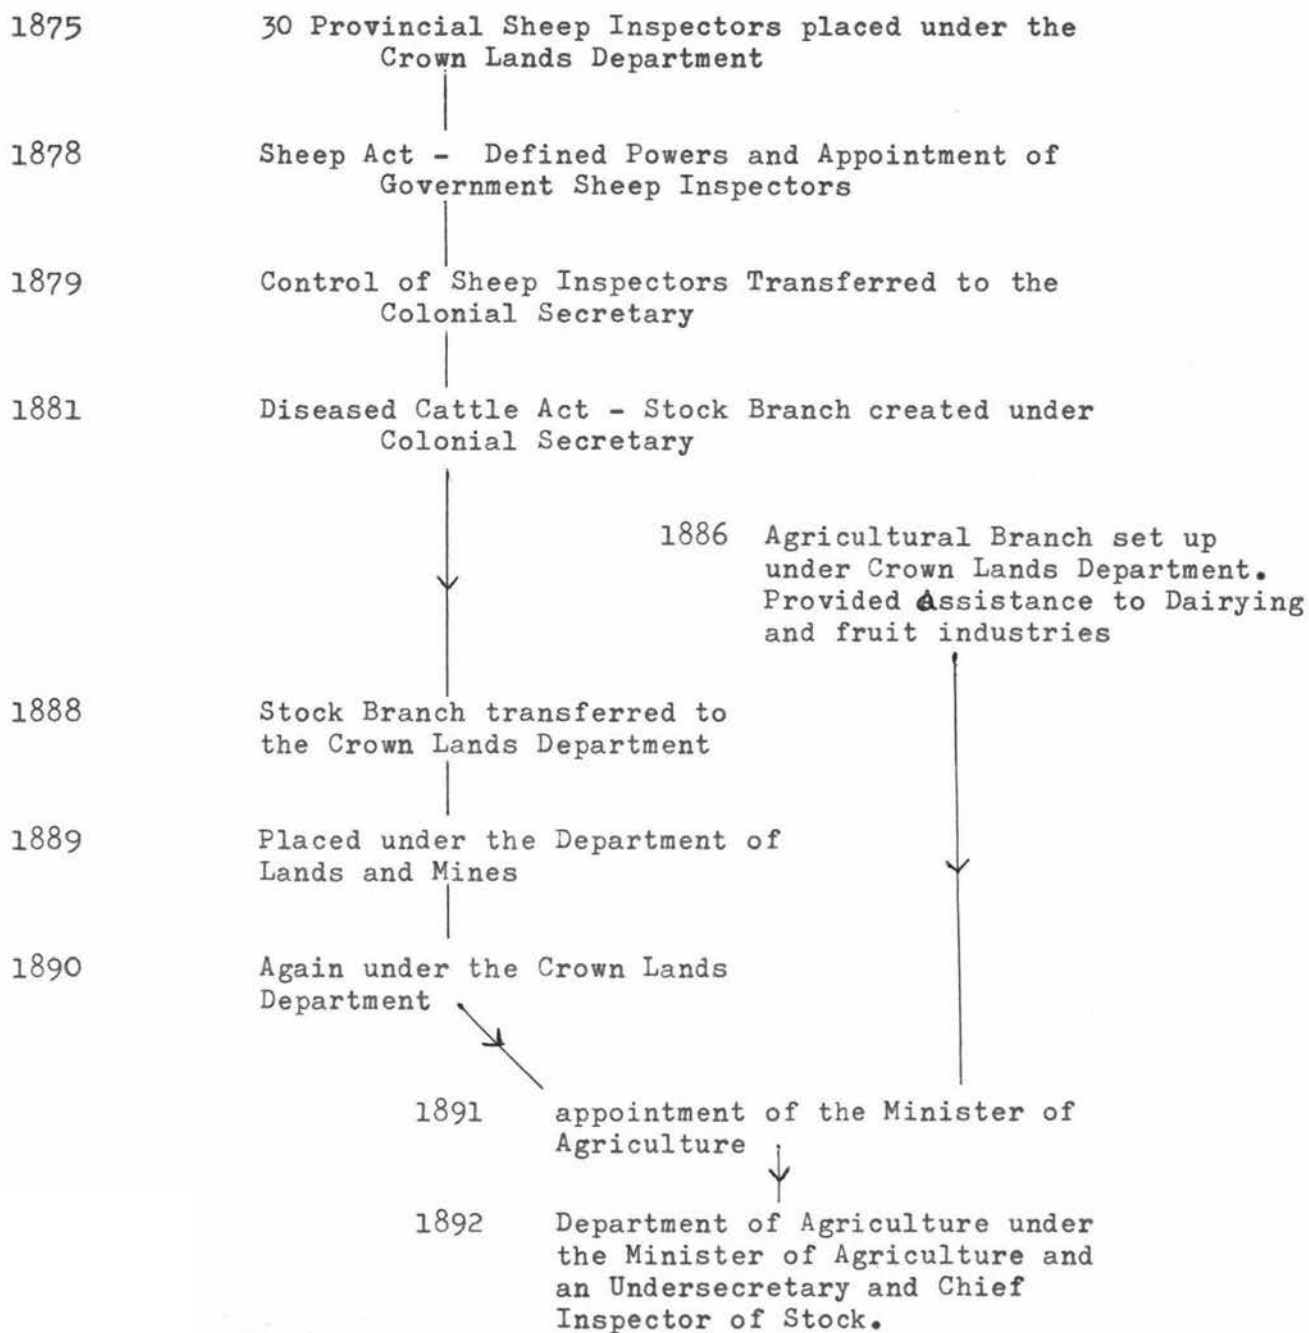 1875 30 Provincial Sheep Inspectors placed under the
Crown Lands Department
1878 Sheep Act - Defined Powers and Appointment of
Government Sheep Inspectors
1879 Control of Sheep Inspectors Transferred to the
Colonial Secretary
1881 Diseased Cattle Act - Stock Branch created under
Colonial Secretary
1886 Agricultural Branch set up
under Crown Lands Department.
Provided Assistance to Dairying
and fruit industries
1888 Stock Branch transferred to
the Crown Lands Department
1889 Placed under the Department of
Lands and Mines
1890 Again under the Crown Lands
Department
1891 appointment of the Minister of
Agriculture
1892 Department of Agriculture under
the Minister of Agriculture and
an Undersecretary and Chief
Inspector of Stock.